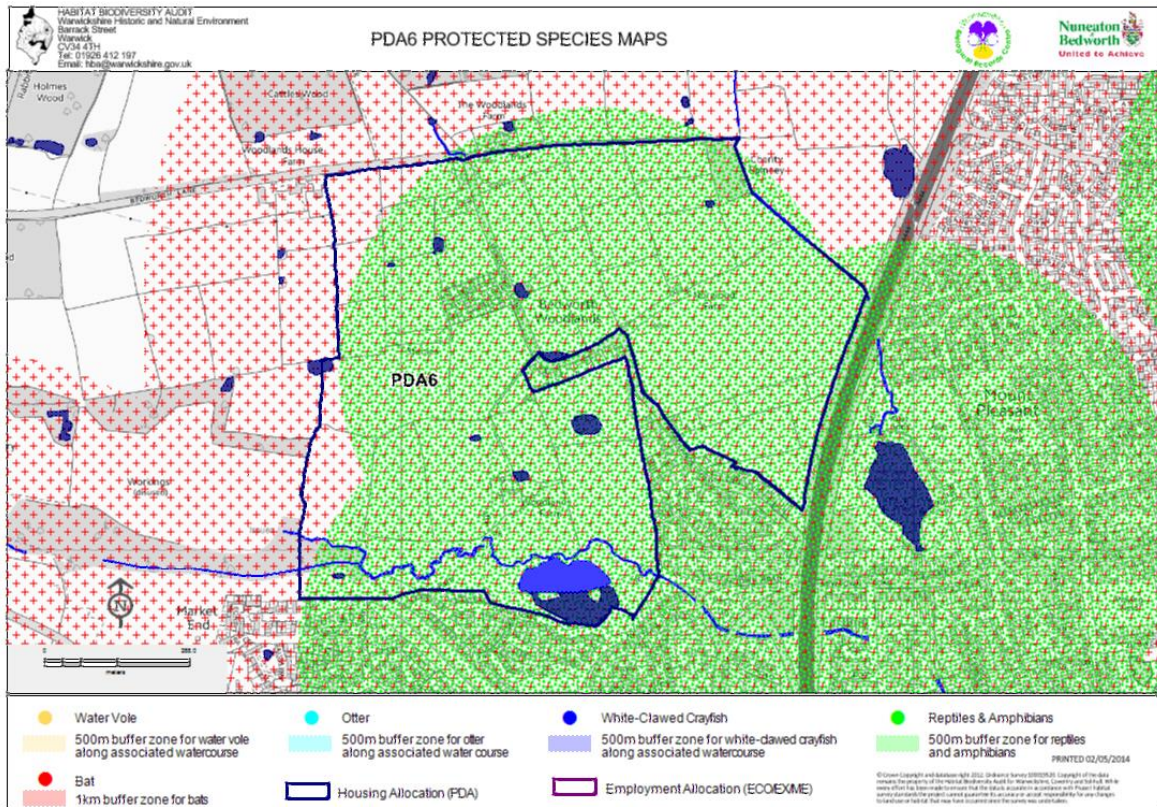 HABITAT BIODIVERSITY AUDIT
Warwickshire Historic and Natural Environment
Barrack Street
Warwick
CV34 4TH
Tel: 01926 412 197
Email: hba@warwickshire.gov.uk
PDA6 PROTECTED SPECIES MAPS
Nuneaton
Bedworth
United to Achieve
Holmes
Wood
Cattles Wood
The Woodlands
Farm
Woodlands House
Farm
Bedworth
Woodlands
PDA6
Mount
Pleasant
Workings
(disused)
N
Market
End
0
meters
Water Vole
500m buffer zone for water vole
along associated watercourse
Otter
500m buffer zone for otter
along associated water course
White-Clawed Crayfish
500m buffer zone for white-clawed crayfish
along associated watercourse
Reptiles & Amphibians
500m buffer zone for reptiles
and amphibians
Bat
1km buffer zone for bats
Housing Allocation (PDA)
Employment Allocation (ECO/EXME)
PRINTED 02/05/2014